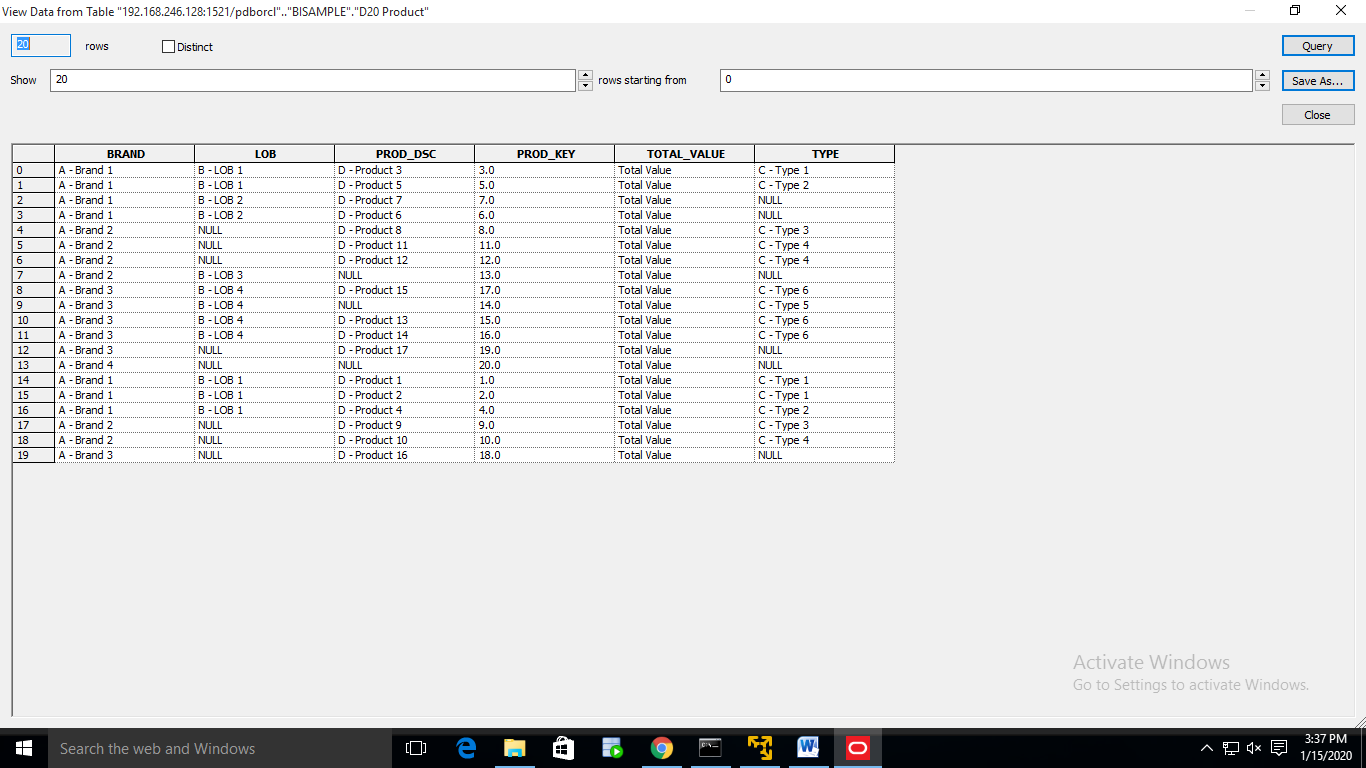 View Data from Table "192.168.246.128:1521/pdborcl".."BISAMPLE"."D20 Product"
20 rows Distinct Query
Show 20 rows starting from 0 Save As...
Close
BRAND LOB PROD_DSC PROD_KEY TOTAL_VALUE TYPE
0 A - Brand 1 B - LOB 1 D - Product 3 3.0 Total Value C - Type 1
1 A - Brand 1 B - LOB 1 D - Product 5 5.0 Total Value C - Type 2
2 A - Brand 1 B - LOB 2 D - Product 7 7.0 Total Value NULL
3 A - Brand 1 B - LOB 2 D - Product 6 6.0 Total Value NULL
4 A - Brand 2 NULL D - Product 8 8.0 Total Value C - Type 3
5 A - Brand 2 NULL D - Product 11 11.0 Total Value C - Type 4
6 A - Brand 2 NULL D - Product 12 12.0 Total Value C - Type 4
7 A - Brand 2 B - LOB 3 NULL 13.0 Total Value NULL
8 A - Brand 3 B - LOB 4 D - Product 15 17.0 Total Value C - Type 6
9 A - Brand 3 B - LOB 4 NULL 14.0 Total Value C - Type 5
10 A - Brand 3 B - LOB 4 D - Product 13 15.0 Total Value C - Type 6
11 A - Brand 3 B - LOB 4 D - Product 14 16.0 Total Value C - Type 6
12 A - Brand 3 NULL D - Product 17 19.0 Total Value NULL
13 A - Brand 4 NULL NULL 20.0 Total Value NULL
14 A - Brand 1 B - LOB 1 D - Product 1 1.0 Total Value C - Type 1
15 A - Brand 1 B - LOB 1 D - Product 2 2.0 Total Value C - Type 1
16 A - Brand 1 B - LOB 1 D - Product 4 4.0 Total Value C - Type 2
17 A - Brand 2 NULL D - Product 9 9.0 Total Value C - Type 3
18 A - Brand 2 NULL D - Product 10 10.0 Total Value C - Type 4
19 A - Brand 3 NULL D - Product 16 18.0 Total Value NULL
Activate Windows
Go to Settings to activate Windows.
Search the web and Windows
3:37 PM
1/15/2020